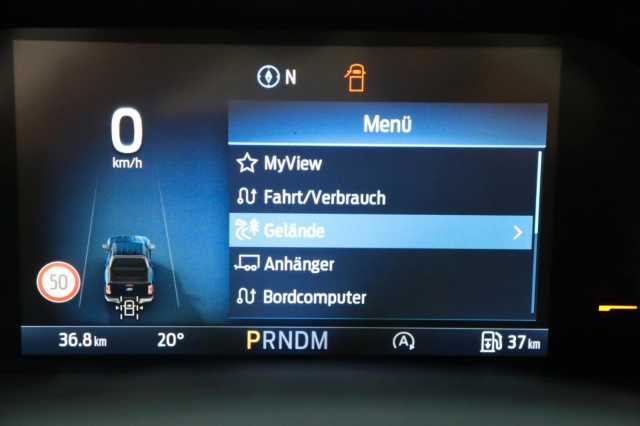 N
0
km/h
Menü
MyView
Fahrt/Verbrauch
Gelände
Anhänger
Bordcomputer
50
36.8 km 20° PRNDM A 37 km